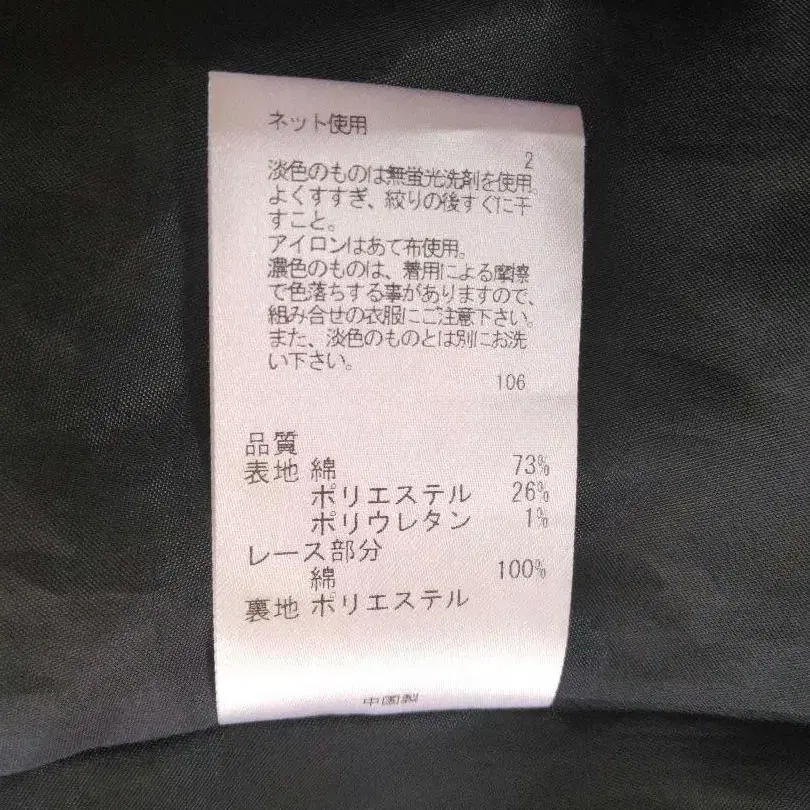 ネット使用
2
淡色のものは無蛍光洗剤を使用。
よくすすぎ、絞りの後すぐに干
すこと。
アイロンはあて布使用。
濃色のものは、着用による摩擦
で色落ちする事がありますので、
組み合せの衣服にご注意下さい。
また、淡色のものとは別にお洗
い下さい。
106
品質
表地 綿 73%
ポリエステル 26%
ポリウレタン 1%
レース部分
綿 100%
裏地 ポリエステル
中国製